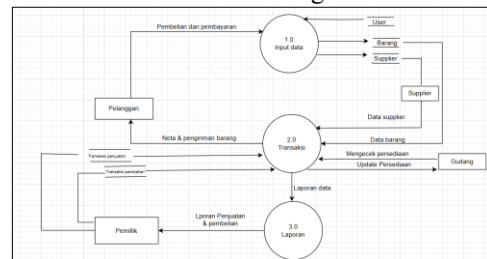 Pembelian dan pembayaran
User
1.0
Input data
Barang
Supplier
Supplier
Pelanggan
Data supplier
Nota & pengiriman barang
2.0
Transaksi
Data barang
Transaksi penjualan
Mengecek persediaan
Gudang
Transaksi pembelian
Update Persediaan
Laporan data
Lporan Penjualan
& pembelian
Pemilik
3.0
Laporan